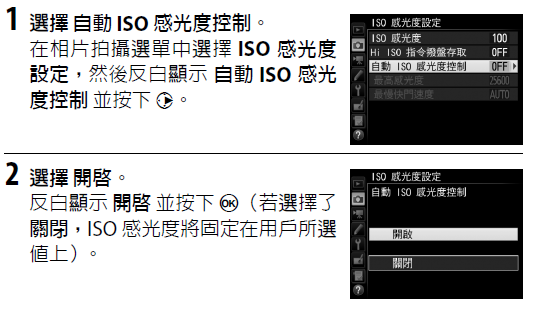 1 選擇 自動 ISO 感光度控制。
在相片拍攝選單中選擇 ISO 感光度
設定，然後反白顯示 自動 ISO 感光
度控制 並按下 。
ISO 感光度設定
ISO 感光度 100
Hi ISO 指令撥盤存取 OFF
自動 ISO 感光度控制 OFF
最高感光度 25600
最慢快門速度 AUTO
2 選擇 開啓。
反白顯示 開啓 並按下 OK（若選擇了
關閉，ISO 感光度將固定在用戶所選
值上）。
ISO 感光度設定
自動 ISO 感光度控制
開啟
關閉